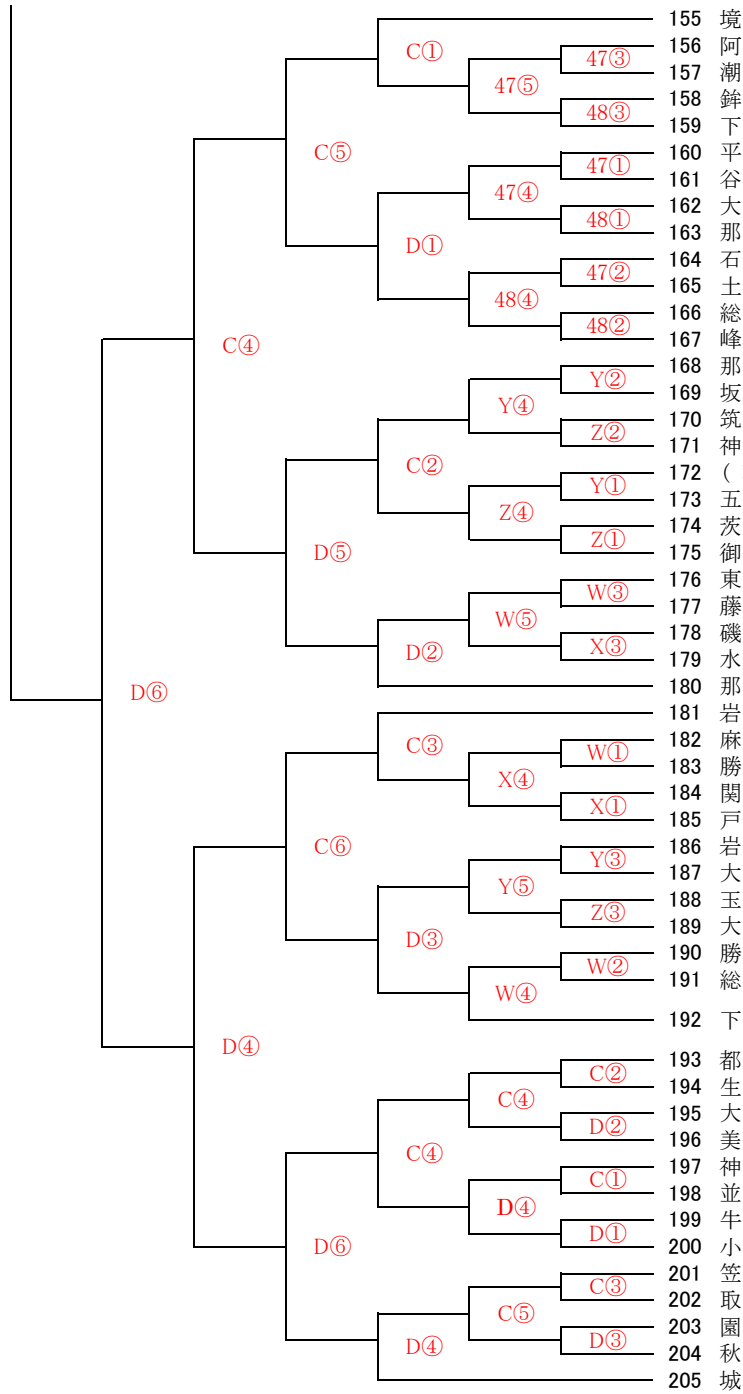 155 境
C①
156 阿
47③
157 潮
47⑤
158 鉾
48③
159 下
C⑤
160 平
47①
161 谷
47④
162 大
48①
163 那
D①
164 石
47②
165 土
48④
166 総
48②
167 峰
C④
168 那
Y②
169 坂
Y④
170 筑
Z②
171 神
C②
172 (
Y①
173 五
Z④
174 茨
Z①
175 御
D⑤
176 東
W③
177 藤
W⑤
178 磯
X③
179 水
D②
180 那
D⑥
181 岩
C③
182 麻
W①
183 勝
X④
184 関
X①
185 戸
C⑥
186 岩
Y③
187 大
Y⑤
188 玉
Z③
189 大
D③
190 勝
W②
191 総
W④
192 下
D④
193 都
C②
194 生
C④
195 大
D②
196 美
C④
197 神
C①
198 並
D④
199 牛
D①
200 小
D⑥
201 笠
C③
202 取
C⑤
203 園
D③
204 秋
D④
205 城